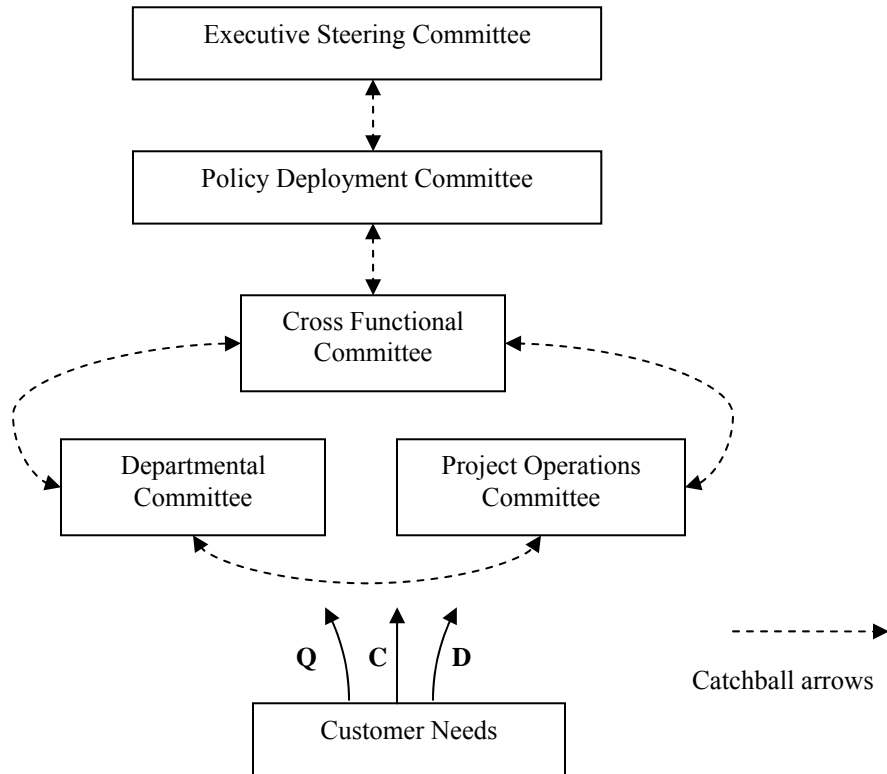 Executive Steering Committee
Policy Deployment Committee
Cross Functional
Committee
Departmental
Committee
Project Operations
Committee
Q C D
Catchball arrows
Customer Needs